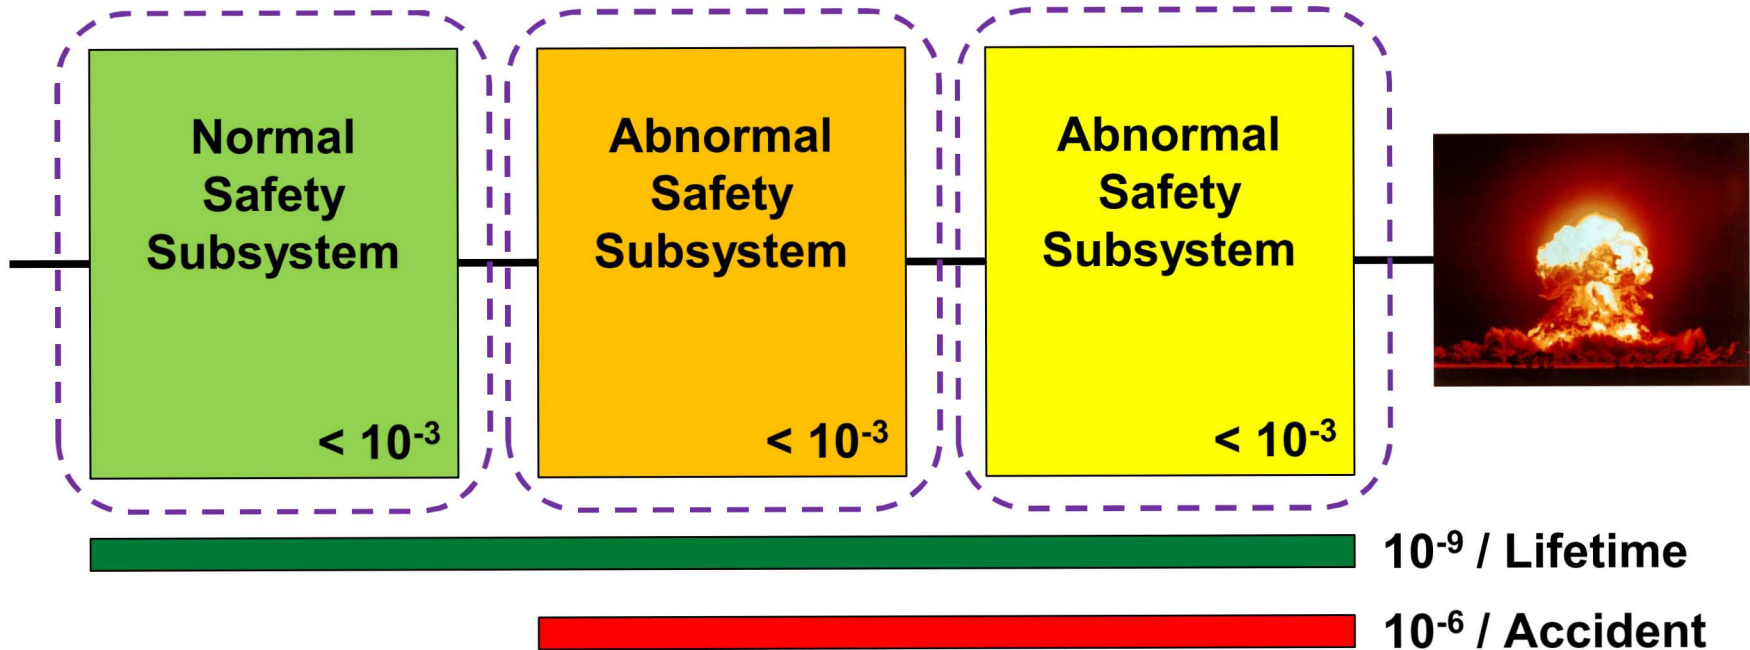 Normal
Safety
Subsystem
< 10⁻³
Abnormal
Safety
Subsystem
< 10⁻³
Abnormal
Safety
Subsystem
< 10⁻³
10⁻⁹ / Lifetime
10⁻⁶ / Accident